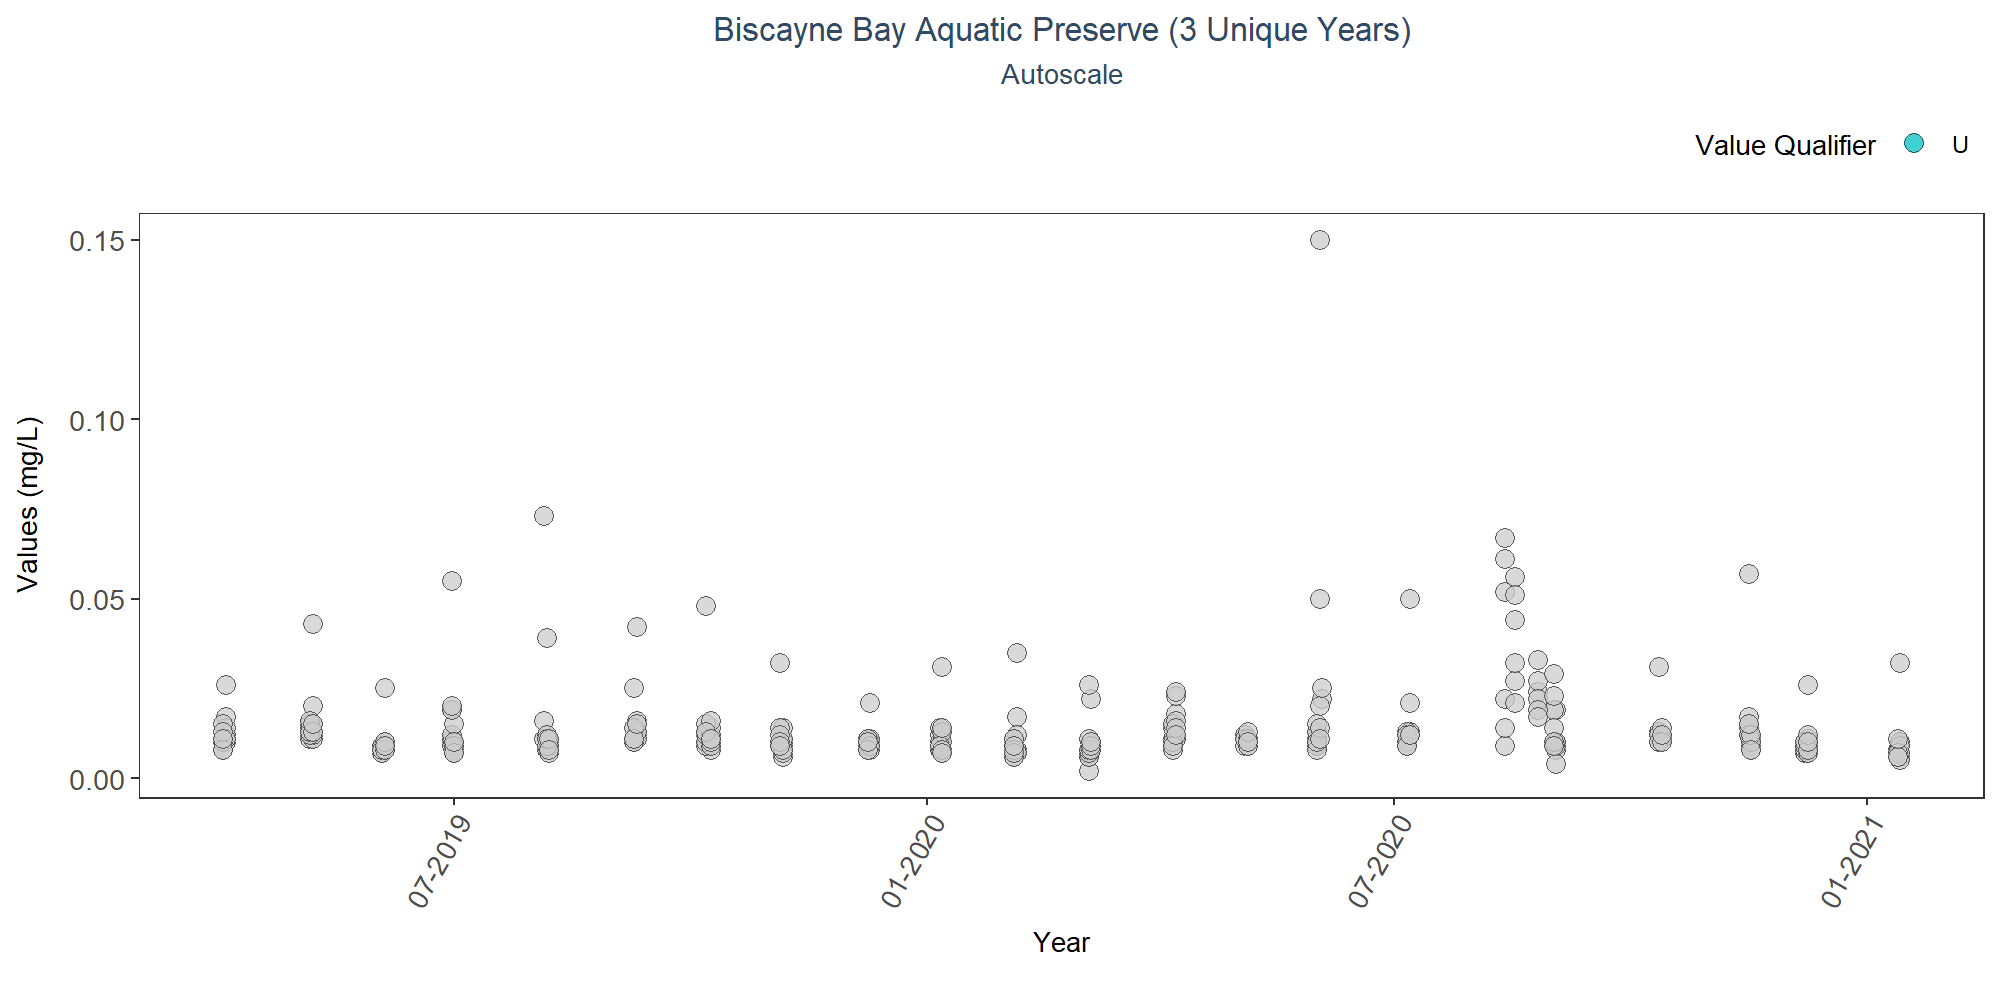 Biscayne Bay Aquatic Preserve (3 Unique Years)
Autoscale
Value Qualifier U
0.15
0.10
0.05
0.00
Values (mg/L)
07-2019
01-2020
07-2020
01-2021
Year